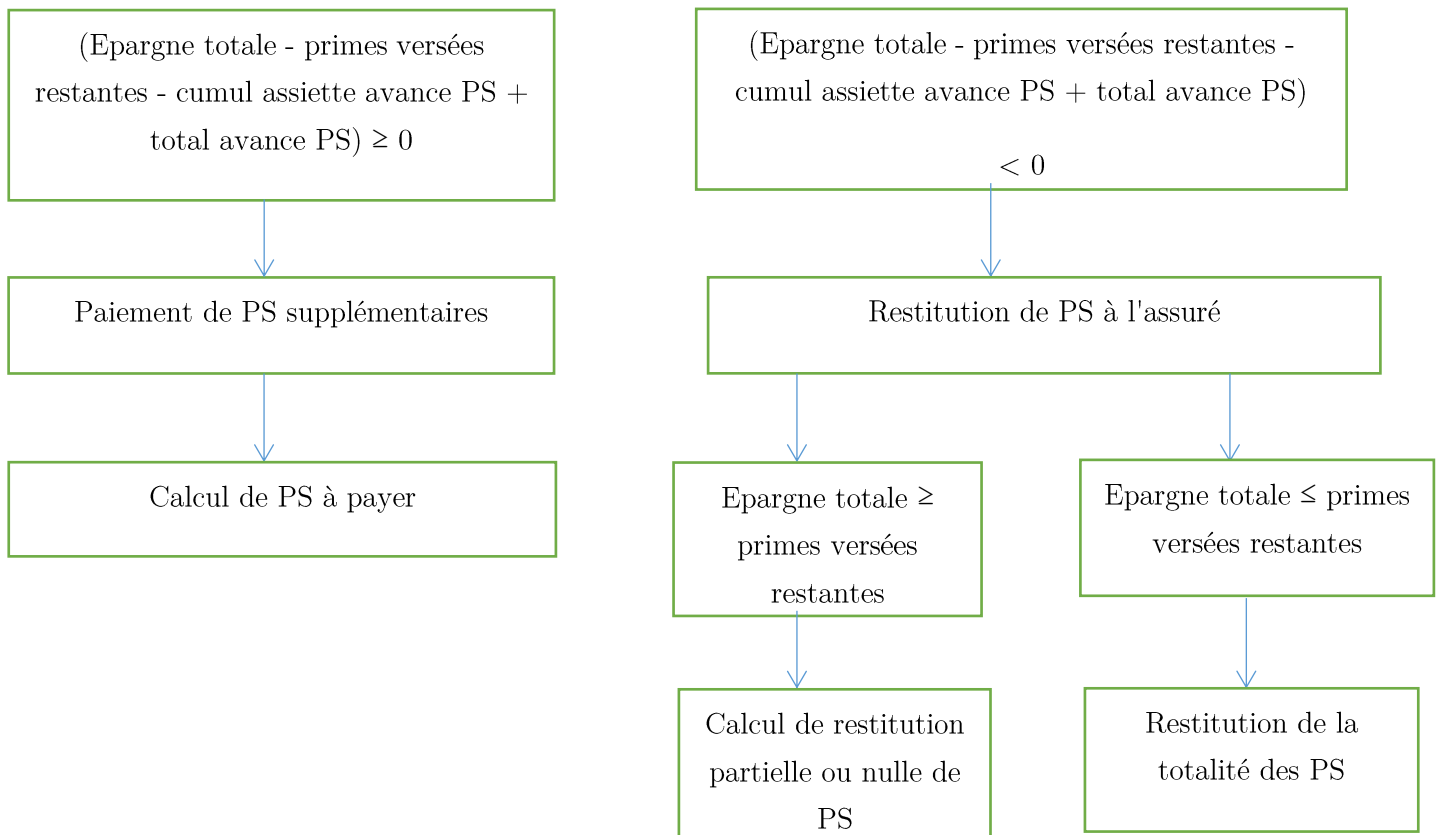 (Epargne totale - primes versées
restantes - cumul assiette avance PS +
total avance PS) ≥ 0
(Epargne totale - primes versées restantes -
cumul assiette avance PS + total avance PS)
< 0
Paiement de PS supplémentaires
Restitution de PS à l'assuré
Calcul de PS à payer
Epargne totale ≥
primes versées
restantes
Epargne totale ≤ primes
versées restantes
Calcul de restitution
partielle ou nulle de
PS
Restitution de la
totalité des PS